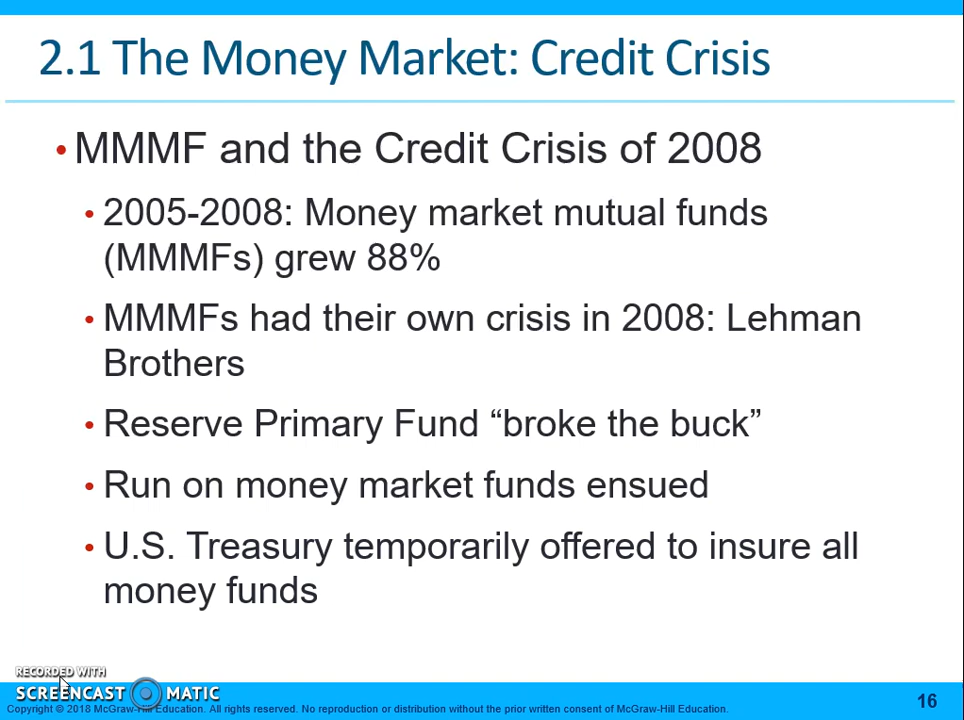 2.1 The Money Market: Credit Crisis
• MMMF and the Credit Crisis of 2008
• 2005-2008: Money market mutual funds
(MMMFs) grew 88%
• MMMFs had their own crisis in 2008: Lehman
Brothers
• Reserve Primary Fund “broke the buck”
• Run on money market funds ensued
• U.S. Treasury temporarily offered to insure all
money funds
RECORDED WITH
SCREENCAST MATIC
16
Copyright © 2018 McGraw-Hill Education. All rights reserved. No reproduction or distribution without the prior written consent of McGraw-Hill Education.